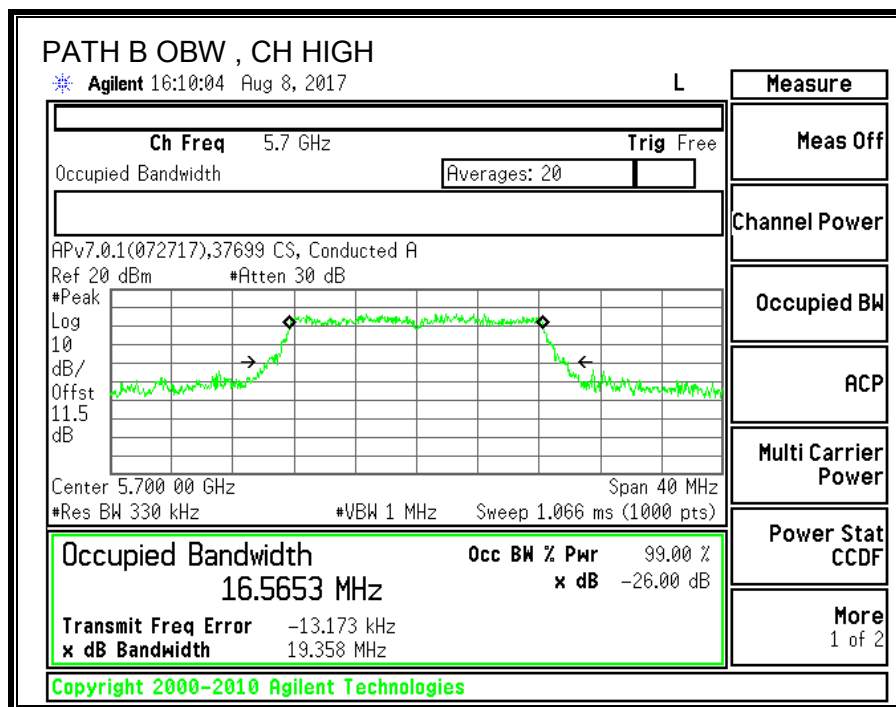 PATH B OBW , CH HIGH
Agilent 16:10:04 Aug 8, 2017 L
Measure
Ch Freq 5.7 GHz Trig Free
Meas Off
Occupied Bandwidth Averages: 20
Channel Power
APv7.0.1(072717),37699 CS, Conducted A
Ref 20 dBm #Atten 30 dB
#Peak
Log
10
dB/
Offst
11.5
dB
Occupied BW
ACP
Multi Carrier
Power
Center 5.700 00 GHz Span 40 MHz
#Res BW 330 kHz #VBW 1 MHz Sweep 1.066 ms (1000 pts)
Power Stat
CCDF
Occupied Bandwidth Occ BW % Pwr 99.00 %
16.5653 MHz x dB -26.00 dB
Transmit Freq Error -13.173 kHz
x dB Bandwidth 19.358 MHz
More
1 of 2
Copyright 2000-2010 Agilent Technologies